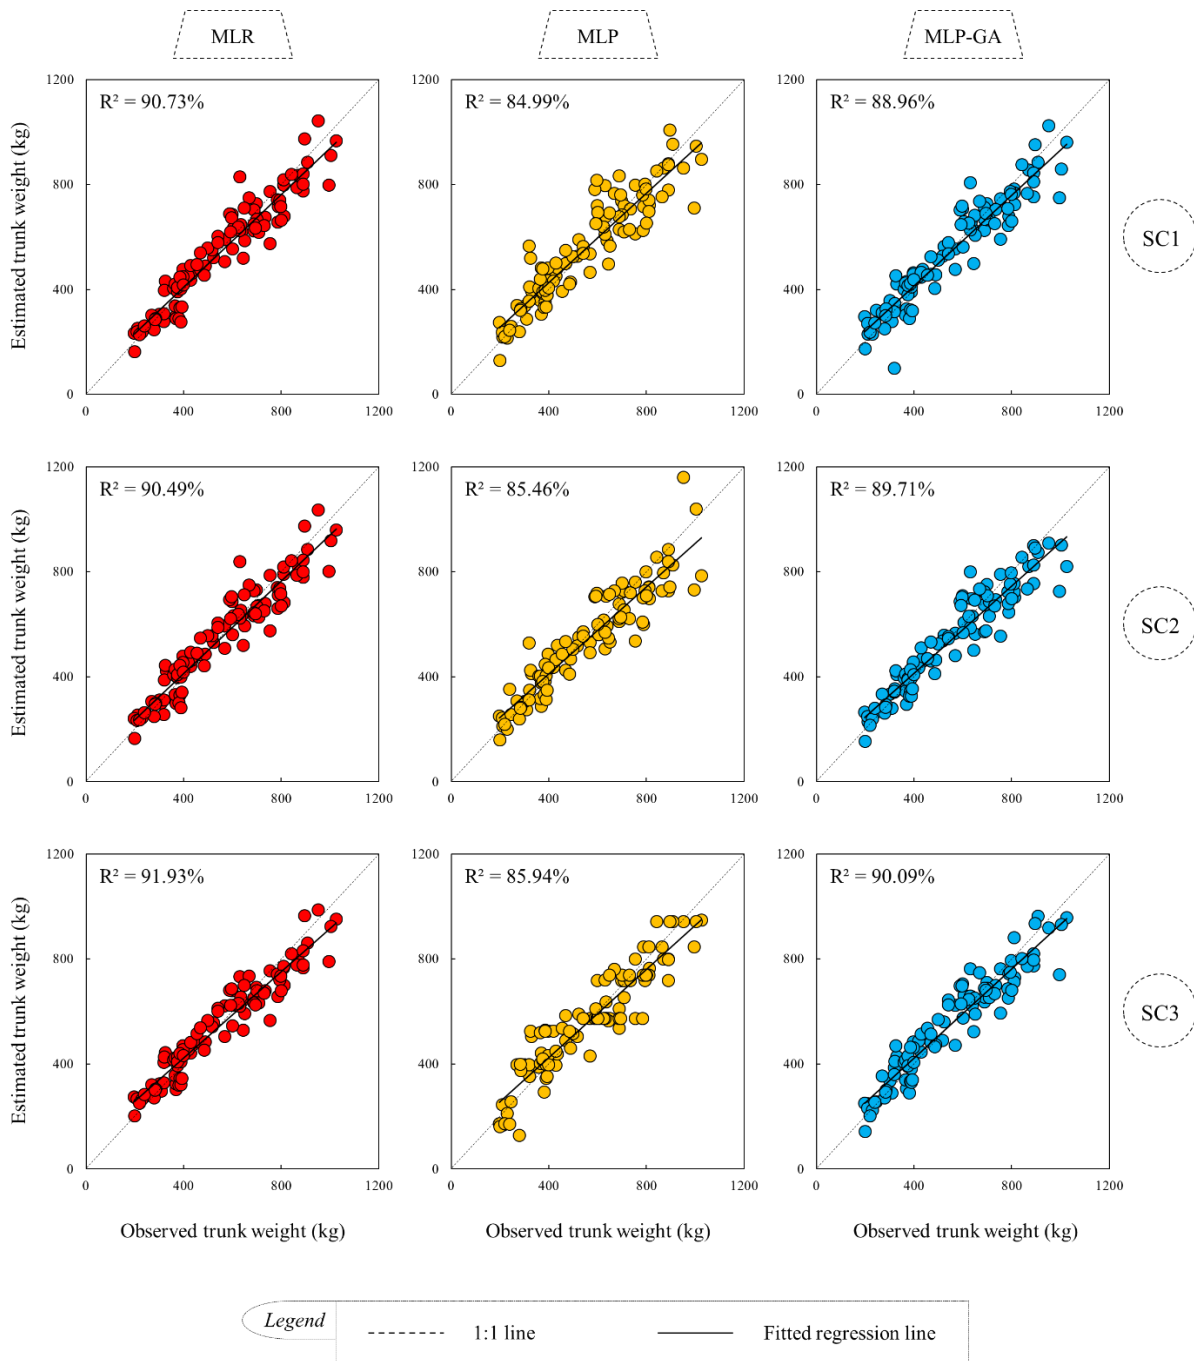 MLR MLP MLP-GA
Estimated trunk weight (kg)
1200 1200 1200
R² = 90.73% R² = 84.99% R² = 88.96%
800 800 800
SC1
400 400 400
0 0 0
0 400 800 1200 0 400 800 1200 0 400 800 1200
Estimated trunk weight (kg)
1200 1200 1200
R² = 90.49% R² = 85.46% R² = 89.71%
800 800 800
SC2
400 400 400
0 0 0
0 400 800 1200 0 400 800 1200 0 400 800 1200
Estimated trunk weight (kg)
1200 1200 1200
R² = 91.93% R² = 85.94% R² = 90.09%
800 800 800
SC3
400 400 400
0 0 0
0 400 800 1200 0 400 800 1200 0 400 800 1200
Observed trunk weight (kg) Observed trunk weight (kg) Observed trunk weight (kg)
Legend
1:1 line Fitted regression line